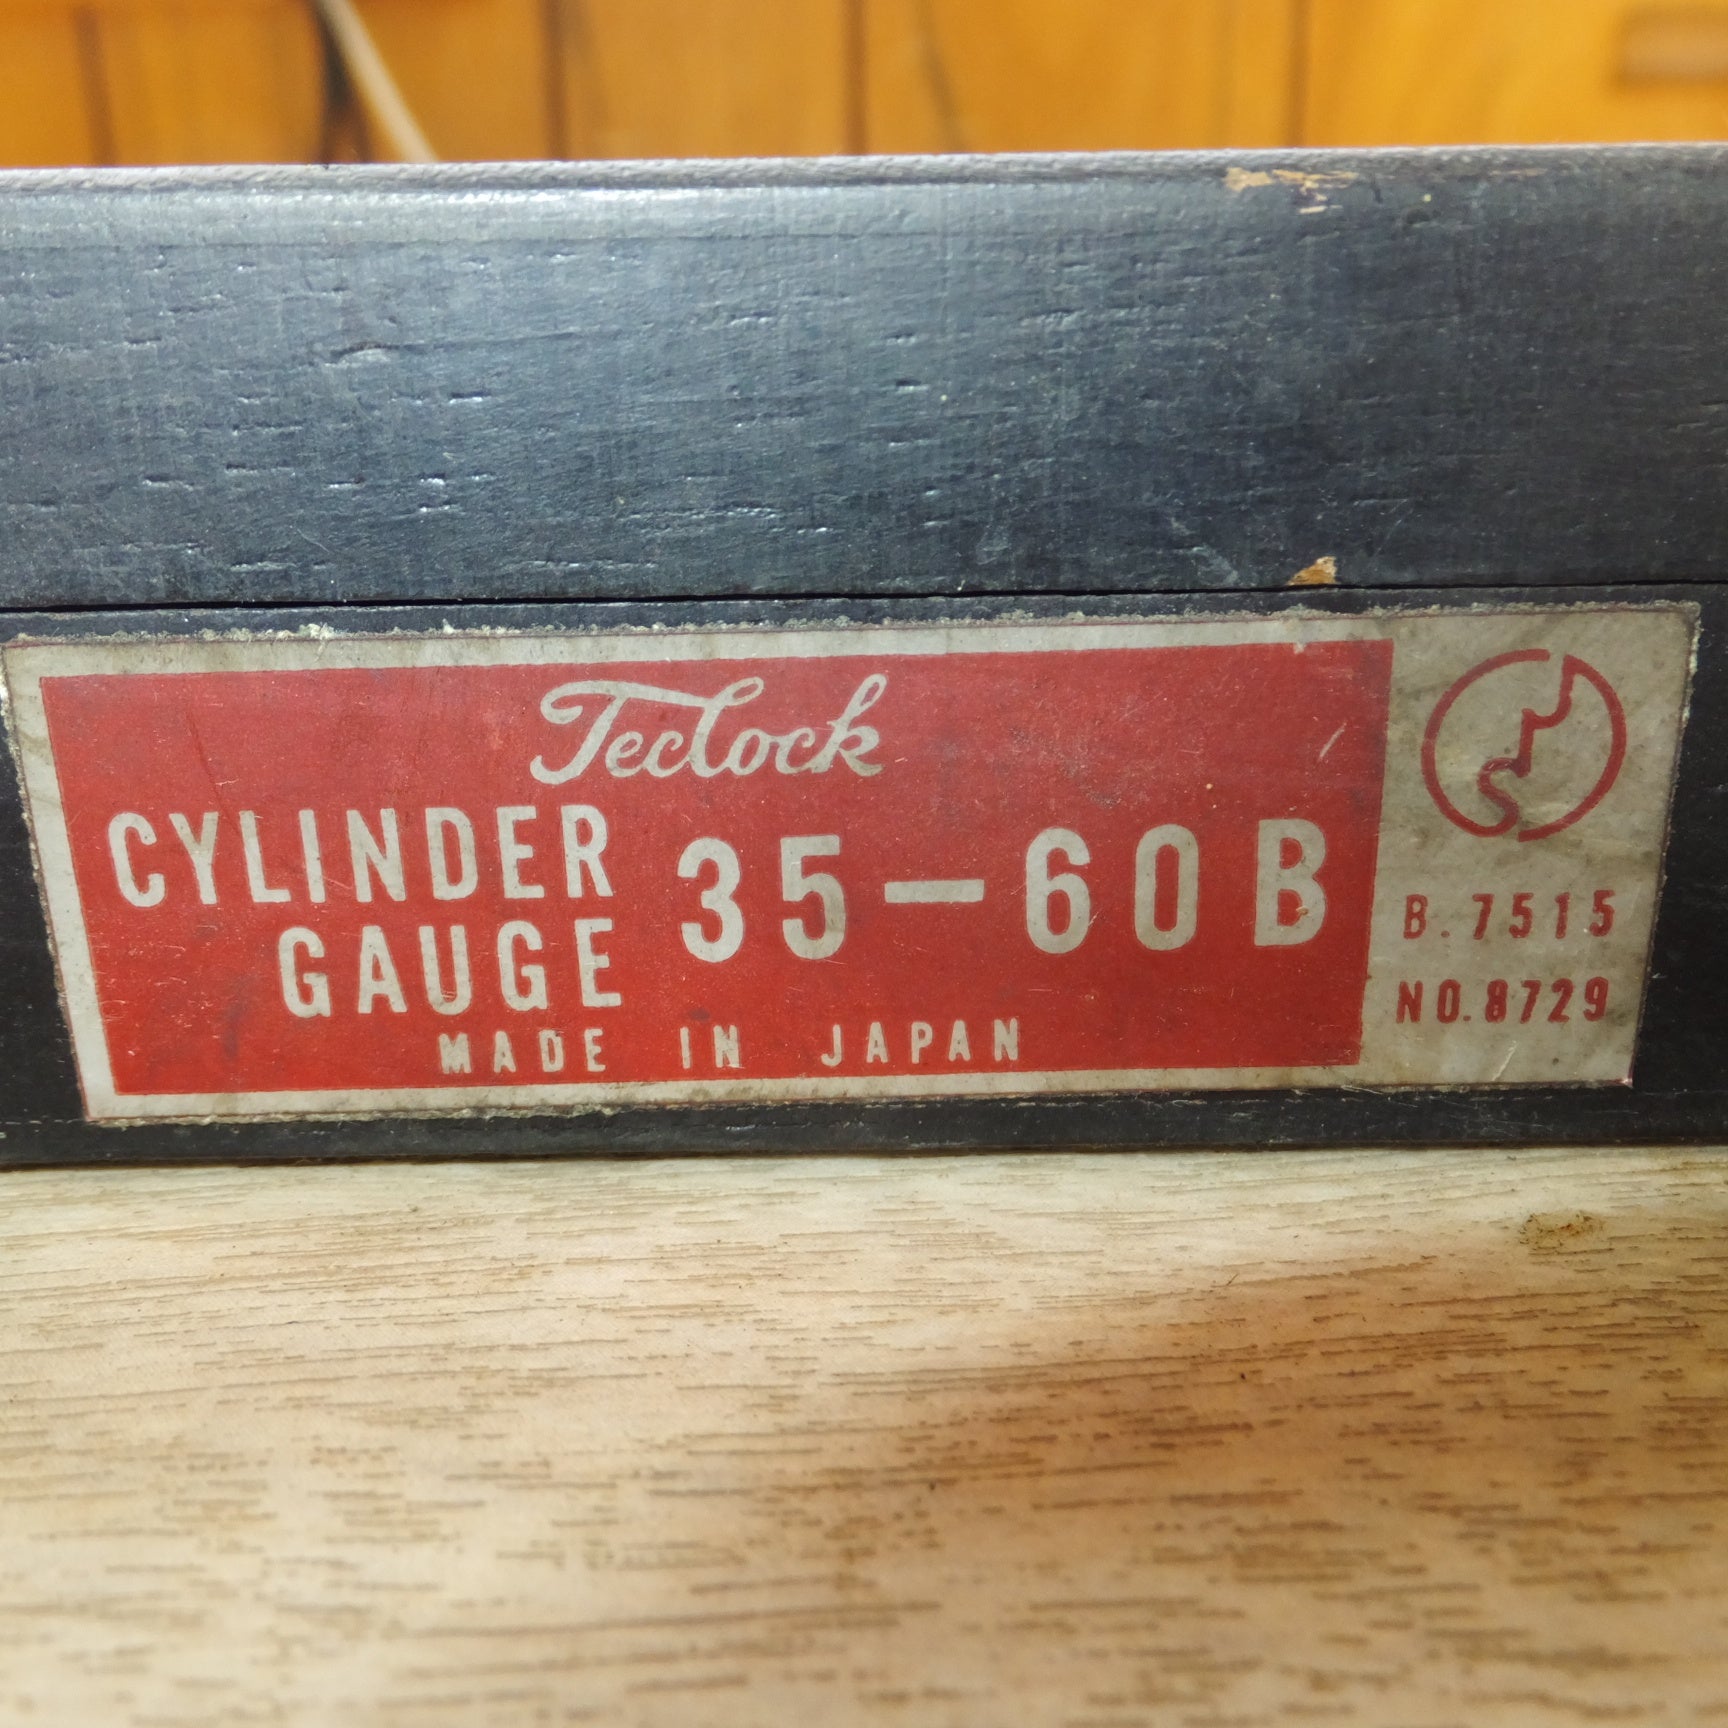 Teclock
CYLINDER GAUGE 35-60B
MADE IN JAPAN
B.7515
NO.8729